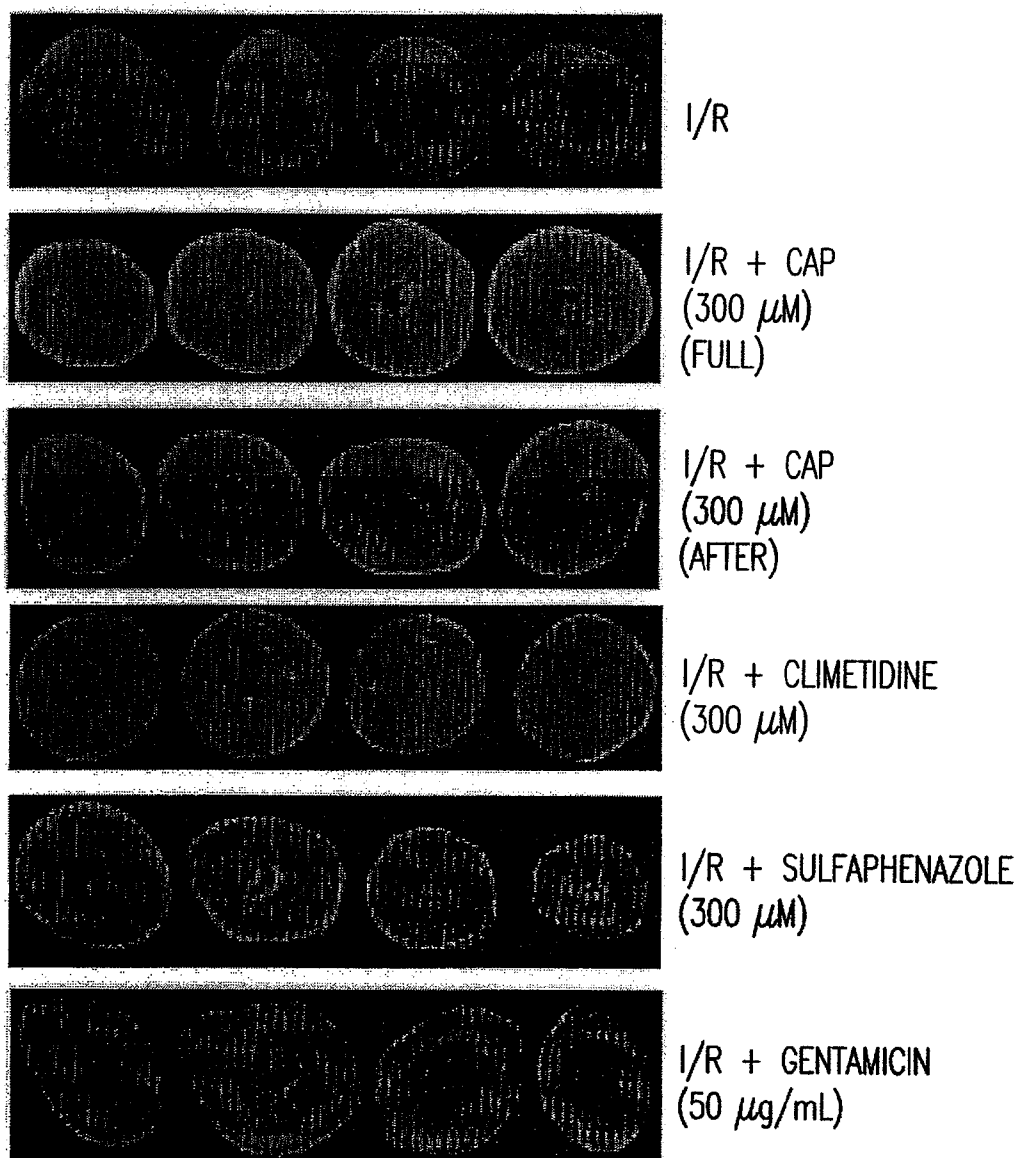 I/R
I/R + CAP
(300 μM)
(FULL)
I/R + CAP
(300 μM)
(AFTER)
I/R + CLIMETIDINE
(300 μM)
I/R + SULFAPHENAZOLE
(300 μM)
I/R + GENTAMICIN
(50 μg/mL)